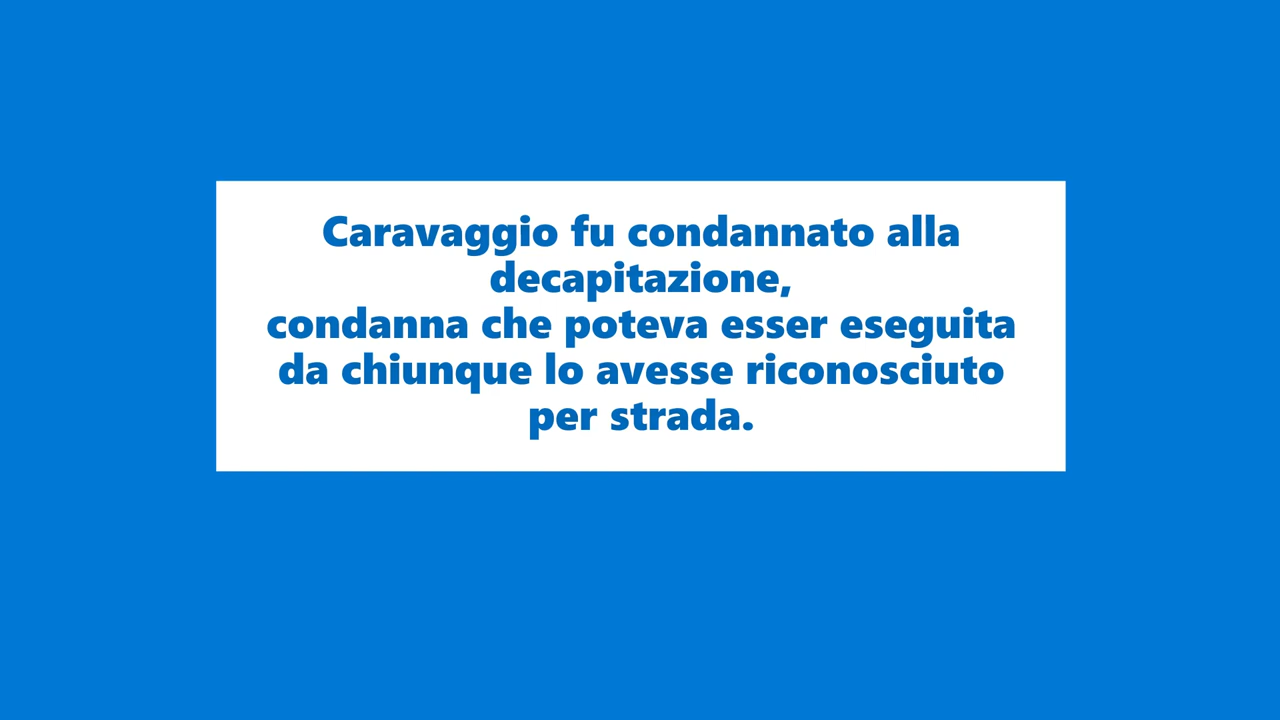 Caravaggio fu condannato alla
decapitazione,
condanna che poteva esser eseguita
da chiunque lo avesse riconosciuto
per strada.